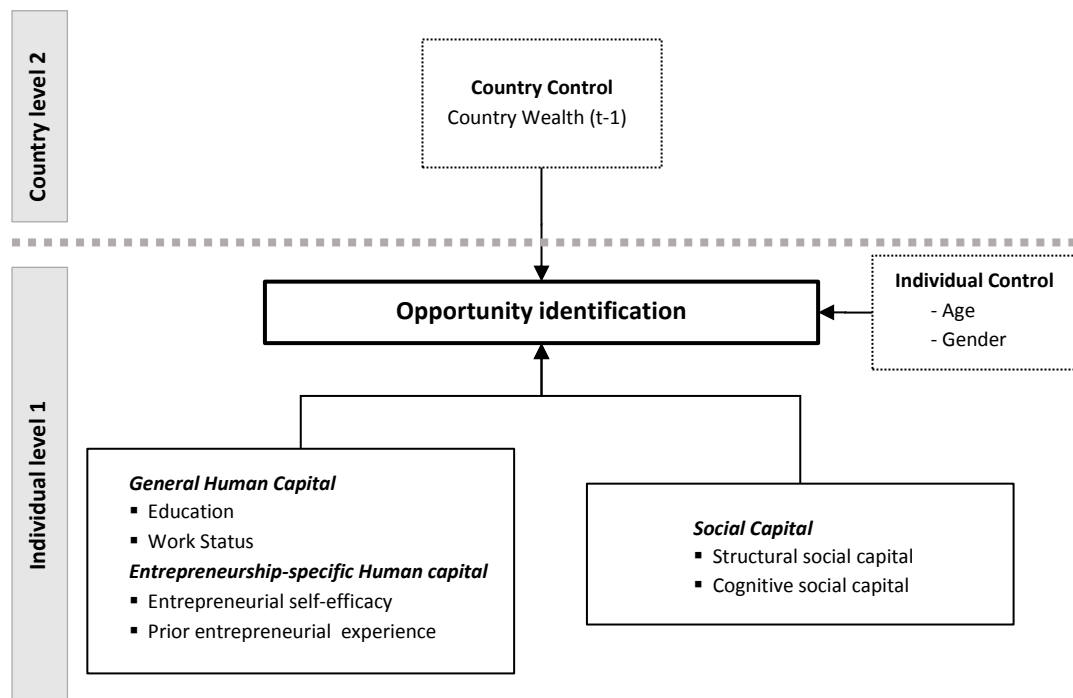 Country level 2
Country Control
Country Wealth (t-1)
Individual level 1
Opportunity identification
Individual Control
- Age
- Gender
General Human Capital
▪ Education
▪ Work Status
Entrepreneurship-specific Human capital
▪ Entrepreneurial self-efficacy
▪ Prior entrepreneurial experience
Social Capital
▪ Structural social capital
▪ Cognitive social capital